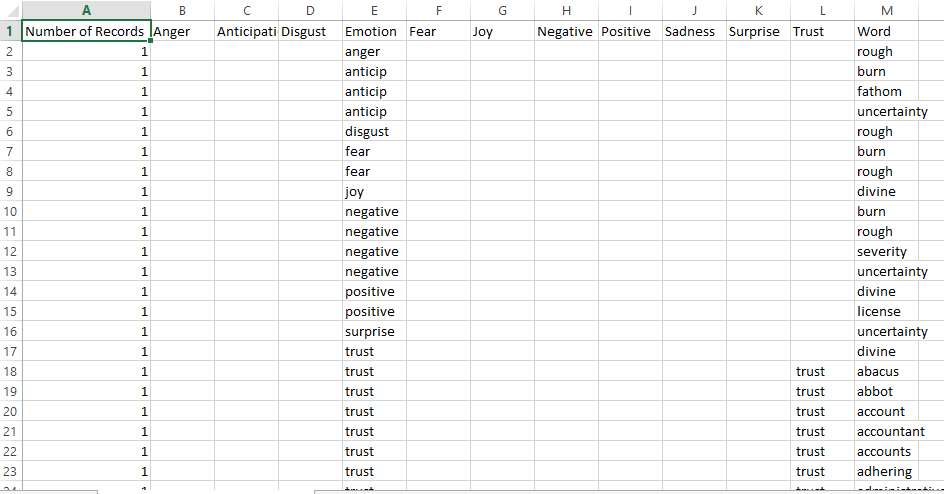 A B C D E F G H I J K L M
1 Number of Records Anger Anticipati Disgust Emotion Fear Joy Negative Positive Sadness Surprise Trust Word
2 1 anger rough
3 1 anticip burn
4 1 anticip fathom
5 1 anticip uncertainty
6 1 disgust rough
7 1 fear burn
8 1 fear rough
9 1 joy divine
10 1 negative burn
11 1 negative rough
12 1 negative severity
13 1 negative uncertainty
14 1 positive divine
15 1 positive license
16 1 surprise uncertainty
17 1 trust divine
18 1 trust trust abacus
19 1 trust trust abbot
20 1 trust trust account
21 1 trust trust accountant
22 1 trust trust accounts
23 1 trust trust adhering